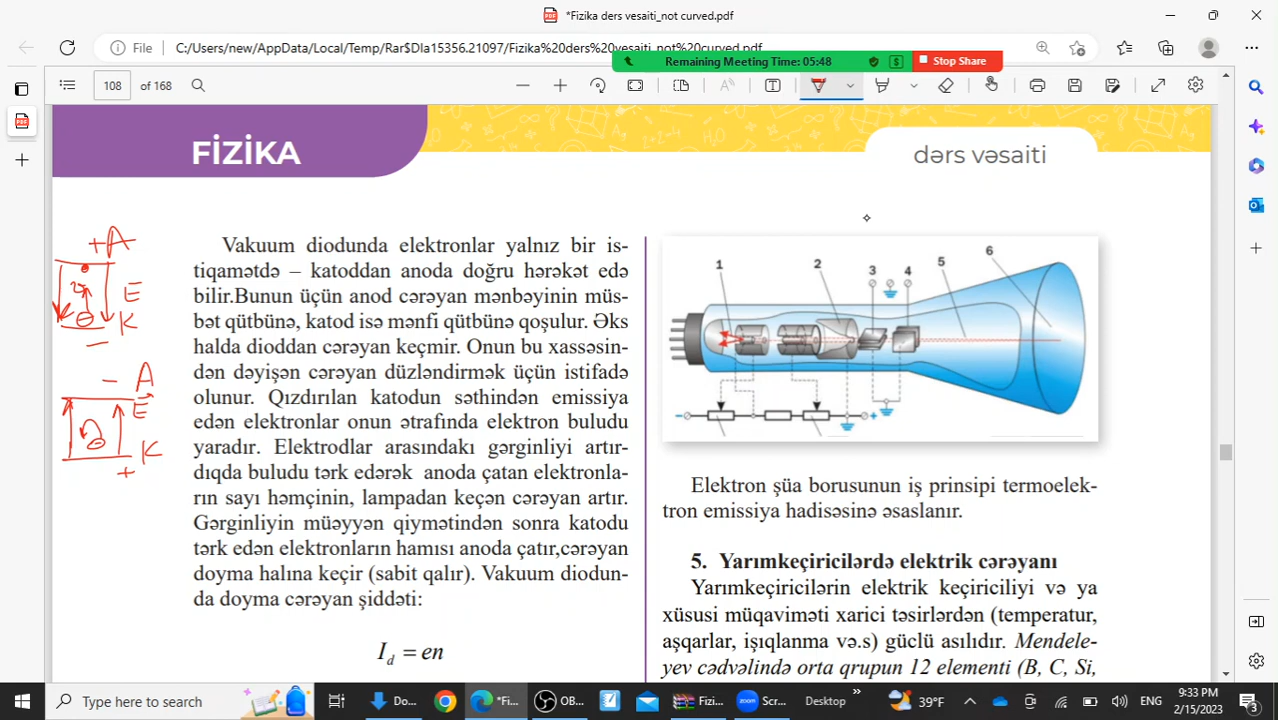 *Fizika ders vesaiti_not curved.pdf
File
C:/Users/new/AppData/Local/Temp/Rar$DIa15356.21097/Fizika%20ders%20vesaiti_not%20curved.pdf
Remaining Meeting Time: 05:48
$
Stop Share
108 of 168
FİZİKA
dərs vəsaiti
+A
E
K
−
− A
E
K
+
Vakuum diodunda elektronlar yalnız bir is-
tiqamətdə – katoddan anoda doğru hərəkət edə
bilir.Bunun üçün anod cərəyan mənbəyinin müs-
bət qütbünə, katod isə mənfi qütbünə qoşulur. Əks
halda dioddan cərəyan keçmir. Onun bu xassəsin-
dən dəyişən cərəyan düzləndirmək üçün istifadə
olunur. Qızdırılan katodun səthindən emissiya
edən elektronlar onun ətrafında elektron buludu
yaradır. Elektrodlar arasındakı gərginliyi artır-
dıqda buludu tərk edərək anoda çatan elektronla-
rın sayı həmçinin, lampadan keçən cərəyan artır.
Gərginliyin müəyyən qiymətindən sonra katodu
tərk edən elektronların hamısı anoda çatır,cərəyan
doyma halına keçir (sabit qalır). Vakuum diodun-
da doyma cərəyan şiddəti:
I_d = en
1 2 3 4 5 6
− +
Elektron şüa borusunun iş prinsipi termoelek-
tron emissiya hadisəsinə əsaslanır.
5. Yarımkeçiricilərdə elektrik cərəyanı
Yarımkeçiricilərin elektrik keçiriciliyi və ya
xüsusi müqaviməti xarici təsirlərdən (temperatur,
aşqarlar, işıqlanma və.s) güclü asılıdır. Mendele-
yev cədvəlində orta qrupun 12 elementi (B, C, Si,
Type here to search
Do...
*Fi...
OB...
Fizi...
zoom
Scr...
Desktop
39°F
ENG
9:33 PM
2/15/2023
3